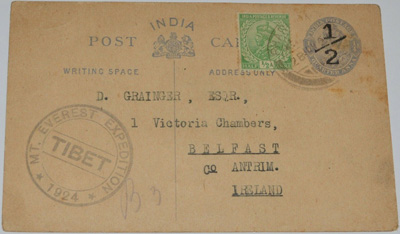 INDIA
POST CARD
1/2
WRITING SPACE
ADDRESS ONLY
D. GRAINGER, ESQR.,
1 Victoria Chambers,
BELFAST
Co ANTRIM.
IRELAND
MT. EVEREST EXPEDITION
TIBET
1924